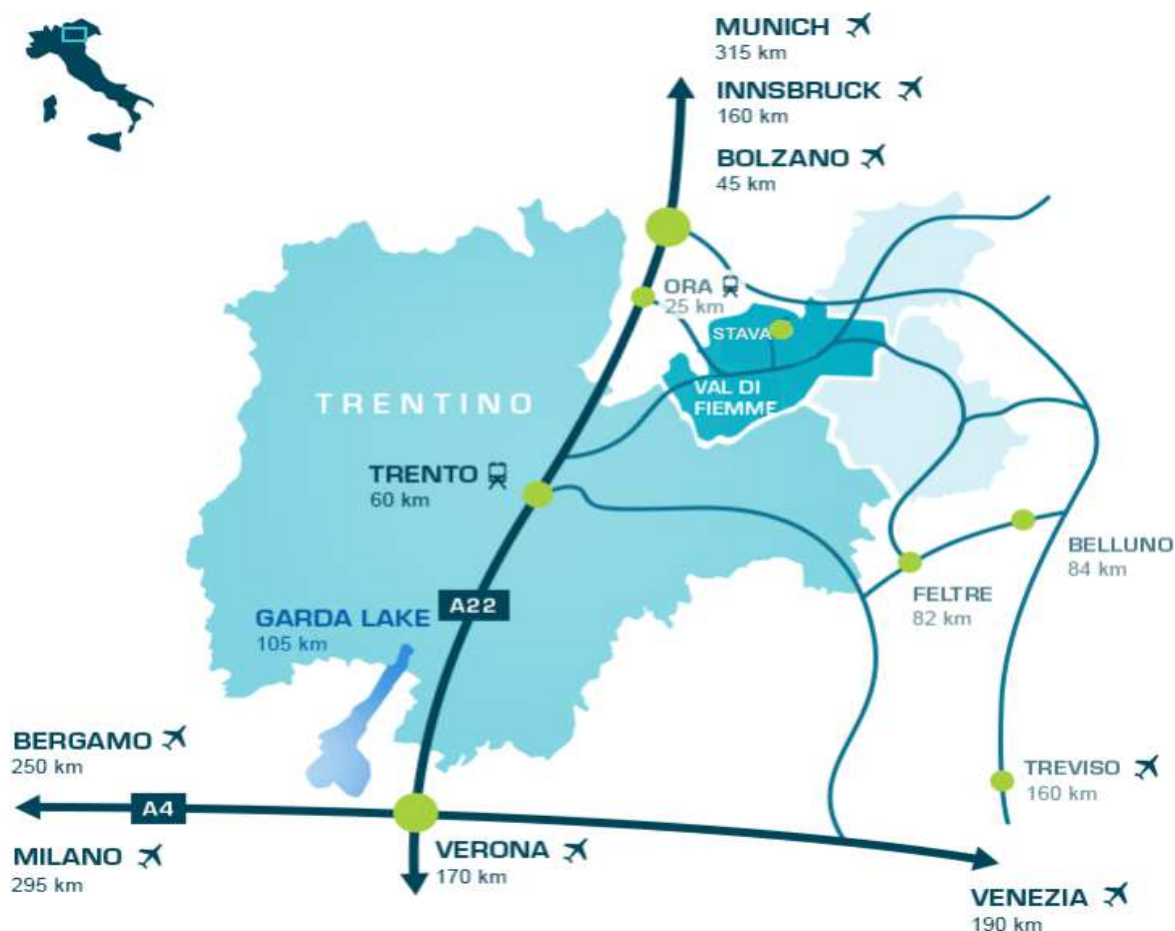 MUNICH
315 km
INNSBRUCK
160 km
BOLZANO
45 km
ORA
25 km
STAVA
VAL DI
FIEMME
TRENTINO
TRENTO
60 km
BELLUNO
84 km
FELTRE
82 km
A22
GARDA LAKE
105 km
BERGAMO
250 km
A4
MILANO
295 km
VERONA
170 km
TREVISO
160 km
VENEZIA
190 km